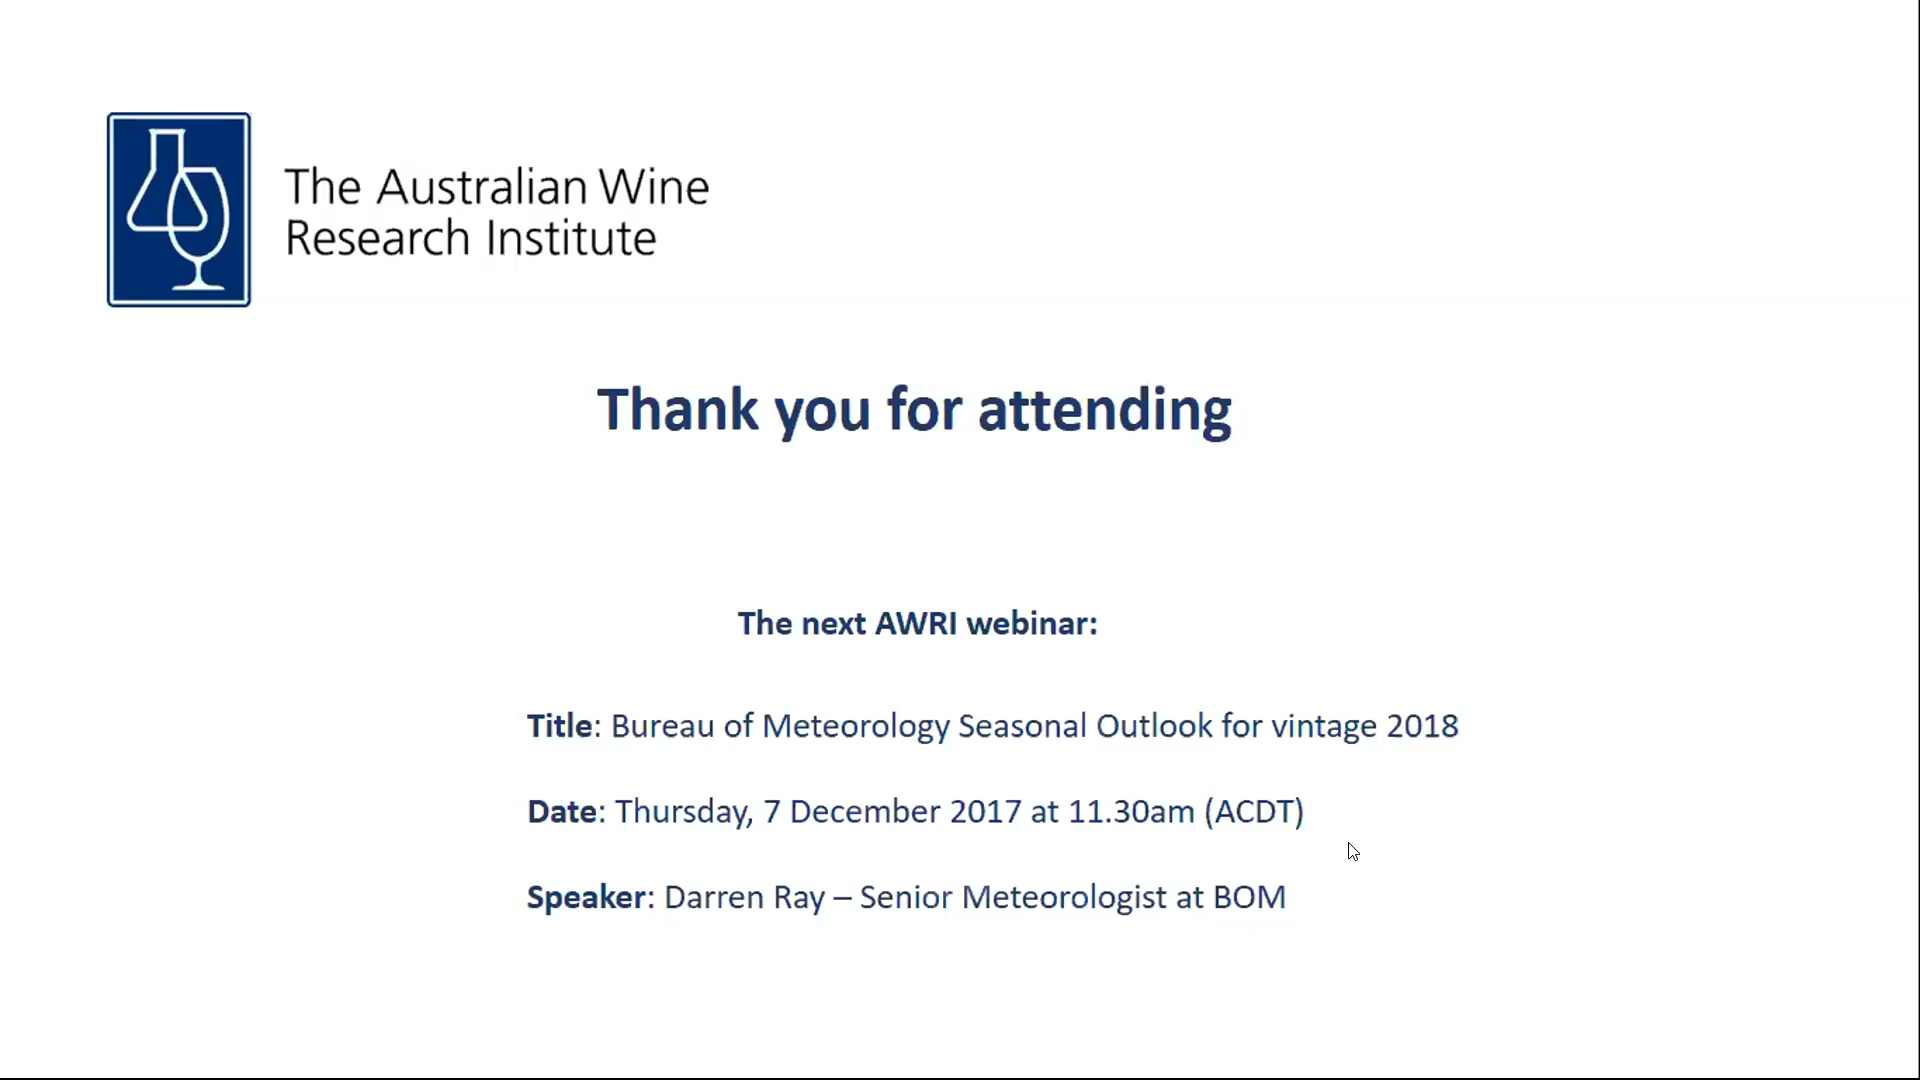 The Australian Wine
Research Institute
Thank you for attending
The next AWRI webinar:
Title: Bureau of Meteorology Seasonal Outlook for vintage 2018
Date: Thursday, 7 December 2017 at 11.30am (ACDT)
Speaker: Darren Ray – Senior Meteorologist at BOM